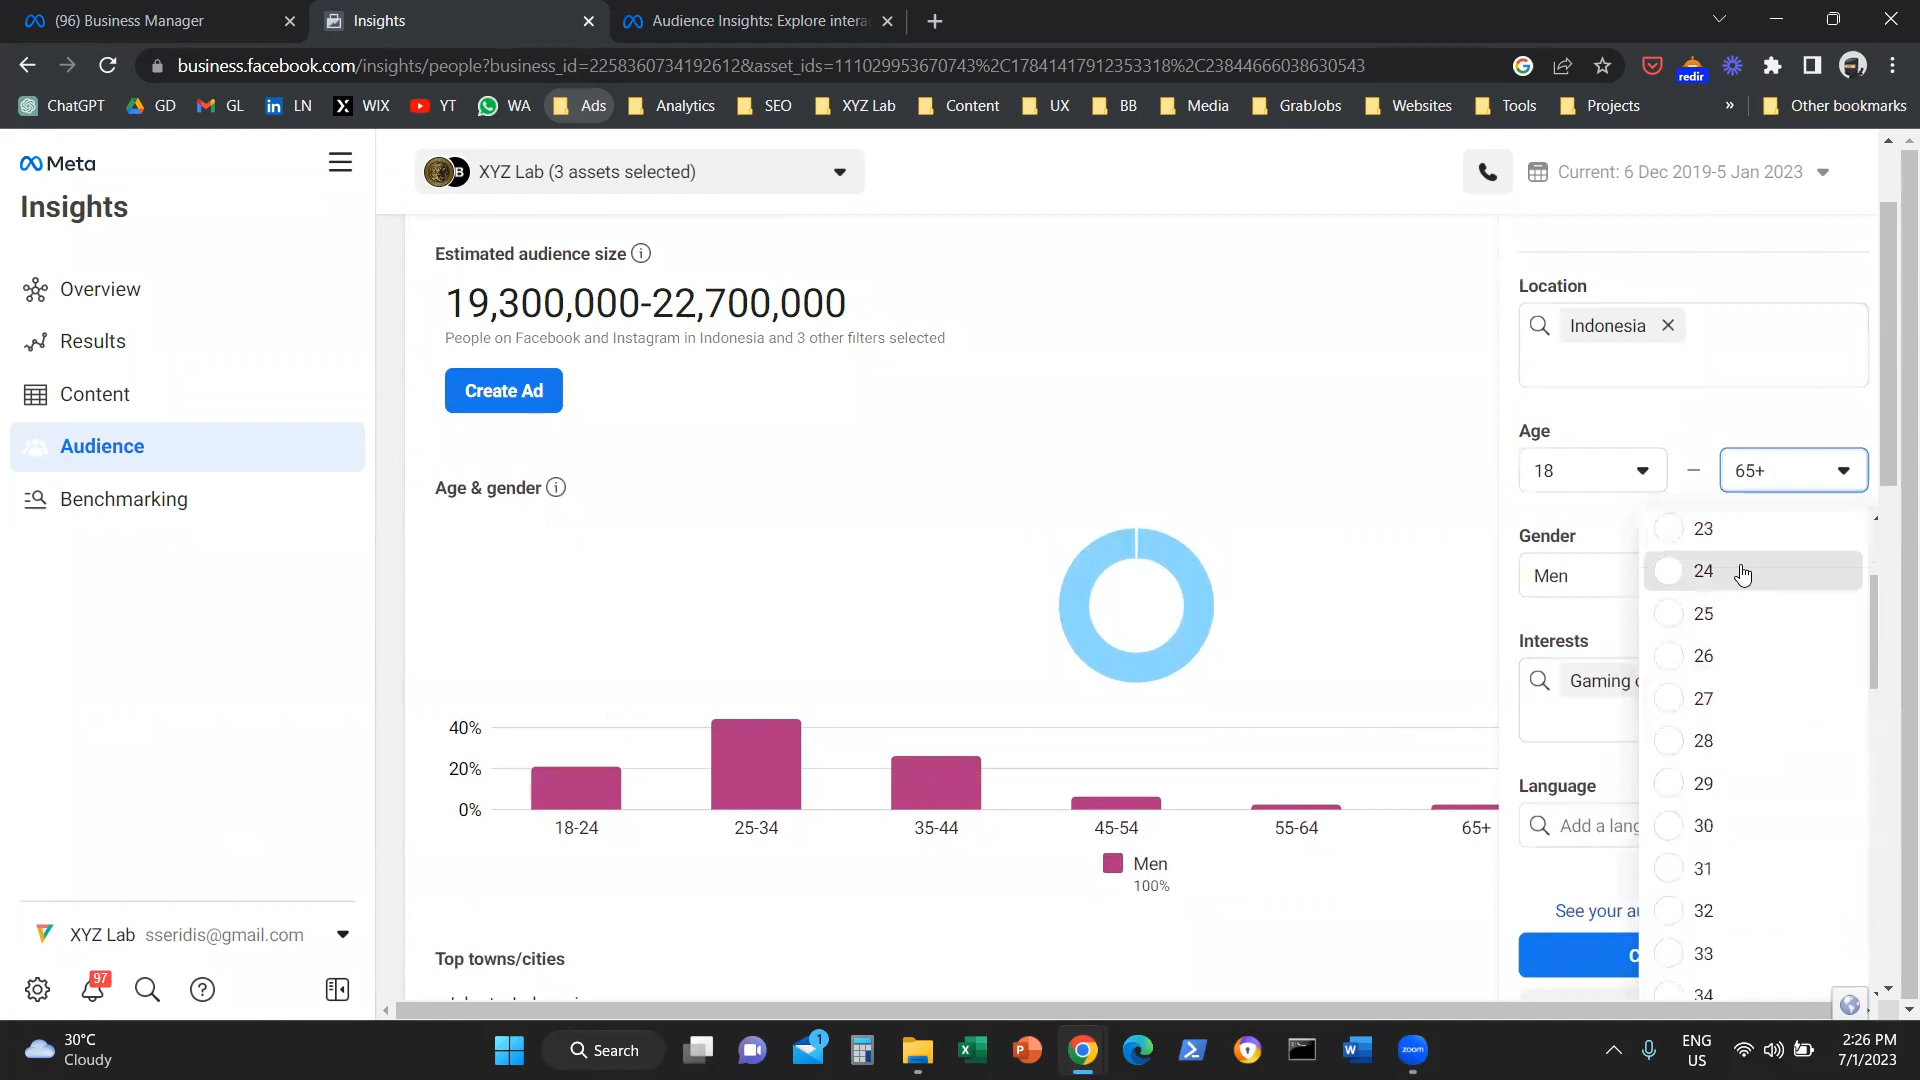 (96) Business Manager
Insights
Audience Insights: Explore intera
business.facebook.com/insights/people?business_id=2258360734192612&asset_ids=111029953670743%2C17841417912353318%2C23844666038630543
redir
ChatGPT
GD
GL
LN
WIX
YT
WA
Ads
Analytics
SEO
XYZ Lab
Content
UX
BB
Media
GrabJobs
Websites
Tools
Projects
»
Other bookmarks
Meta
Insights
Overview
Results
Content
Audience
Benchmarking
XYZ Lab sseridis@gmail.com
97
XYZ Lab (3 assets selected)
Current: 6 Dec 2019-5 Jan 2023
Estimated audience size
19,300,000-22,700,000
People on Facebook and Instagram in Indonesia and 3 other filters selected
Create Ad
Age & gender
40%
20%
0%
18-24
25-34
35-44
45-54
55-64
65+
Men
100%
Top towns/cities
Location
Indonesia
Age
18
65+
Gender
Men
Interests
Gaming
Language
Add a lang
See your au
23
24
25
26
27
28
29
30
31
32
33
34
30°C
Cloudy
Search
1
zoom
ENG
US
2:26 PM
7/1/2023